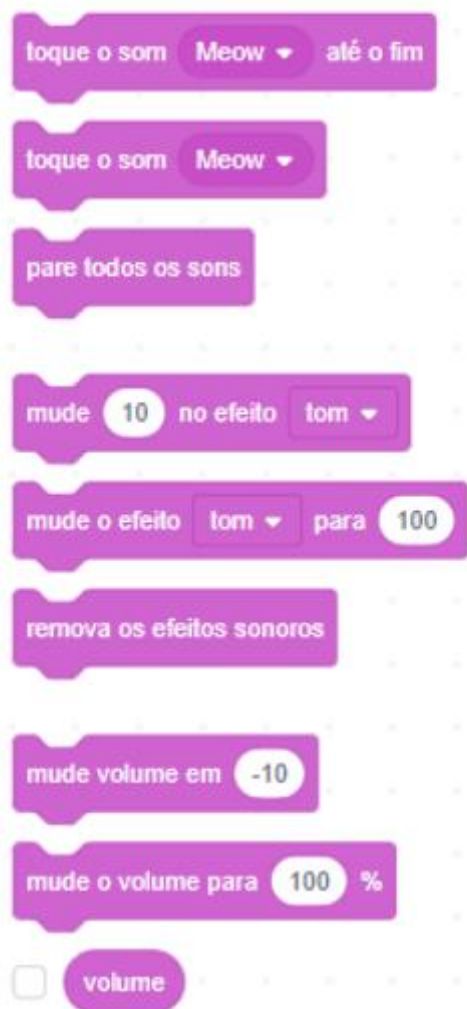 toque o som Meow até o fim
toque o som Meow
pare todos os sons
mude 10 no efeito tom
mude o efeito tom para 100
remova os efeitos sonoros
mude volume em -10
mude o volume para 100 %
volume